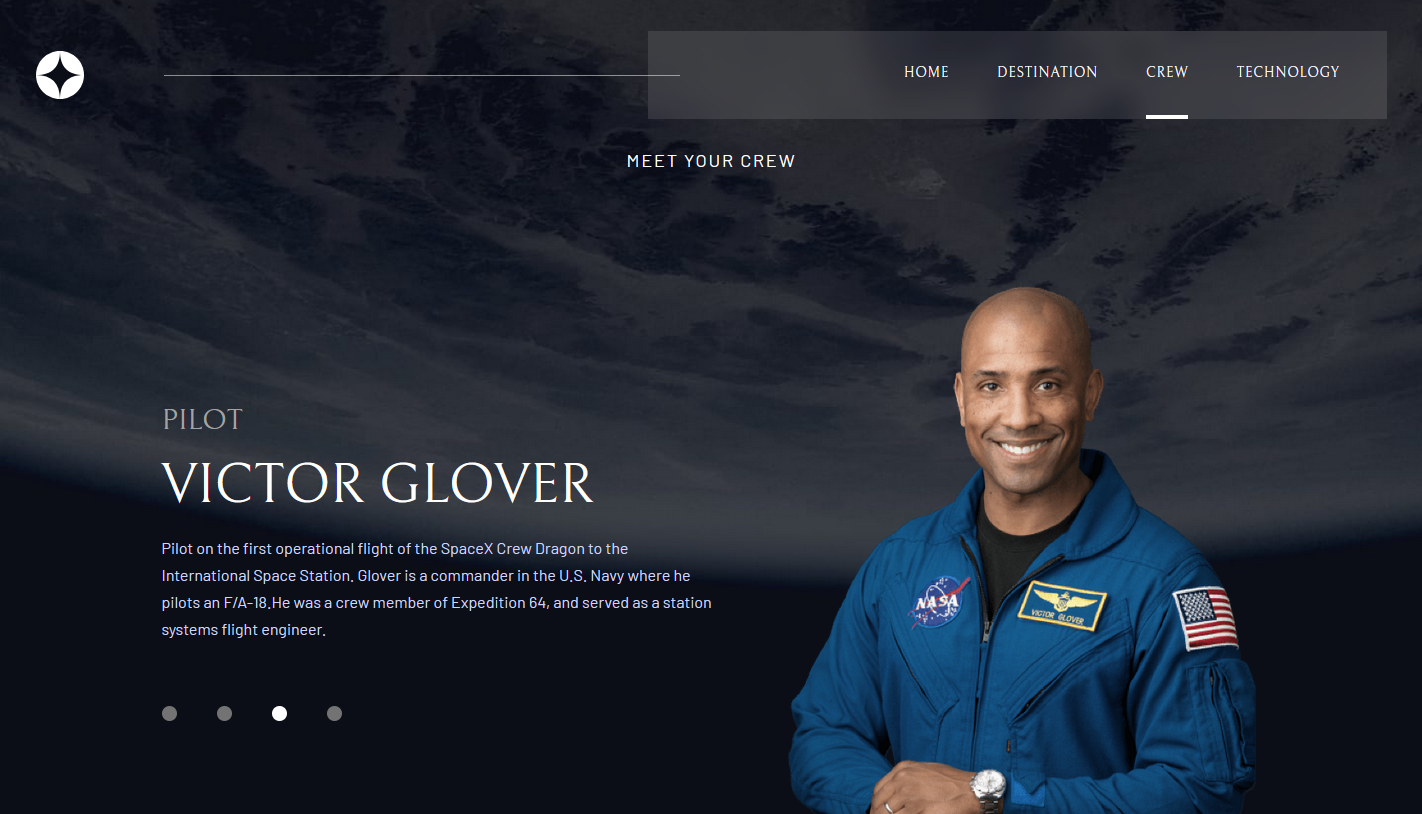 HOME DESTINATION CREW TECHNOLOGY
MEET YOUR CREW
PILOT
VICTOR GLOVER
Pilot on the first operational flight of the SpaceX Crew Dragon to the
International Space Station. Glover is a commander in the U.S. Navy where he
pilots an F/A-18.He was a crew member of Expedition 64, and served as a station
systems flight engineer.
NASA
VICTOR GLOVER